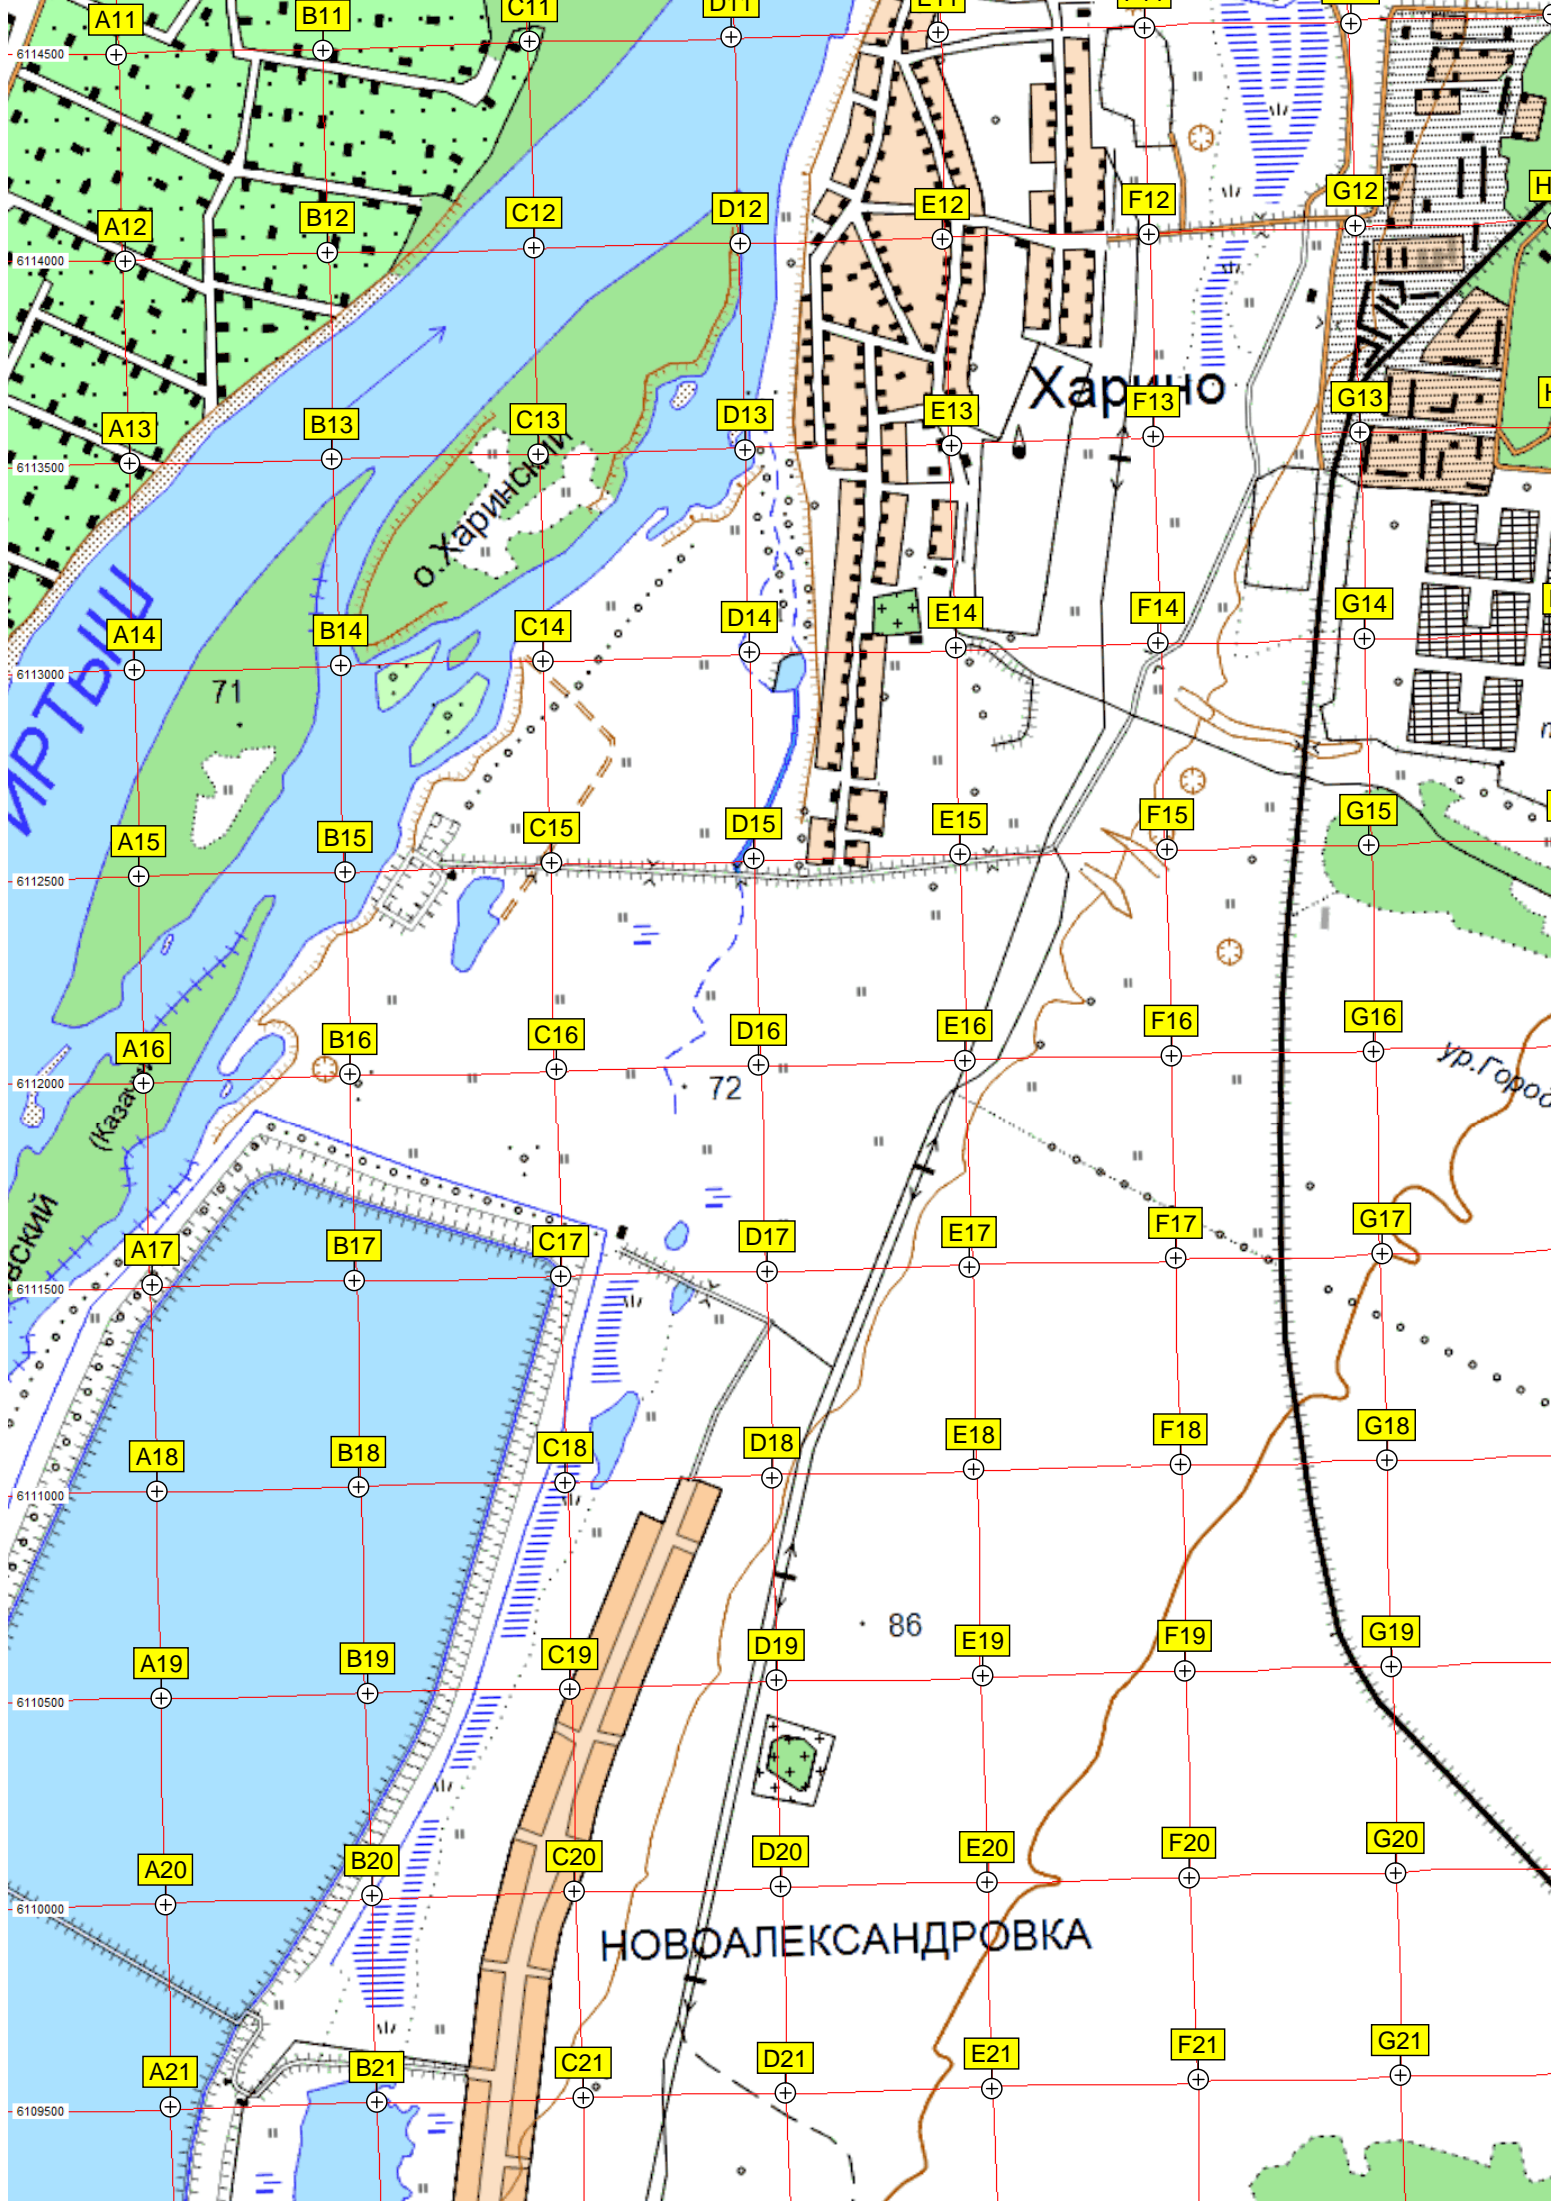 A11 B11 C11 D11 E11
6114500
A12 B12 C12 D12 E12 F12 G12 H
6114000
Харино
A13 B13 C13 D13 E13 F13 G13 H
6113500
о.Харинский
ИРТЫШ
A14 B14 C14 D14 E14 F14 G14
6113000
71
A15 B15 C15 D15 E15 F15 G15
6112500
A16 B16 C16 D16 E16 F16 G16
6112000
72
(Каза
ур.Город
вский
A17 B17 C17 D17 E17 F17 G17
6111500
A18 B18 C18 D18 E18 F18 G18
6111000
86
A19 B19 C19 D19 E19 F19 G19
6110500
A20 B20 C20 D20 E20 F20 G20
6110000
НОВОАЛЕКСАНДРОВКА
A21 B21 C21 D21 E21 F21 G21
6109500